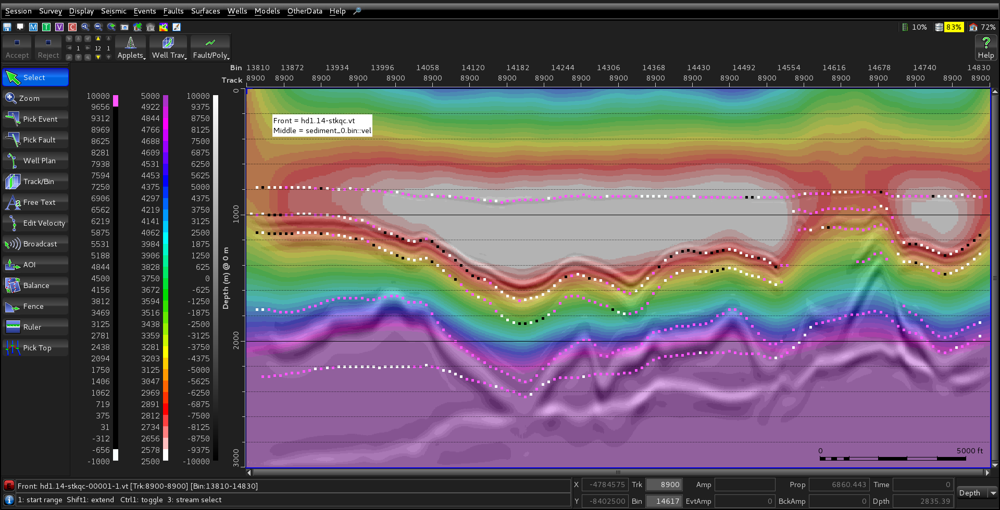 Session Survey Display Seismic Events Faults Surfaces Wells Models OtherData Help
M T V C 10% 83% 72%
Accept Reject 1 12 1 Applets Well Trav Fault/Poly Help
Select
Zoom
Pick Event
Pick Fault
Well Plan
Track/Bin
Free Text
Edit Velocity
Broadcast
AOI
Balance
Fence
Ruler
Pick Top
Bin 13810 13872 13934 13996 14058 14120 14182 14244 14306 14368 14430 14492 14554 14616 14678 14740 14830
Track 8900 8900 8900 8900 8900 8900 8900 8900 8900 8900 8900 8900 8900 8900 8900 8900 8900 8900 8900 8900 8900
10000 5000 10000
9656 4922 9375
9312 4844 8750
8969 4766 8125
8625 4688 7500
8281 4609 6875
7938 4531 6250
7594 4453 5625
7250 4375 5000
6906 4297 4375
6562 4219 3750
6219 4141 3125
5875 4062 2500
5531 3984 1875
5188 3906 1250
4844 3828 625
4500 3750 0
4156 3672 -625
3812 3594 -1250
3469 3516 -1875
3125 3438 -2500
2781 3359 -3125
2438 3281 -3750
2094 3203 -4375
1750 3125 -5000
1406 3047 -5625
1062 2969 -6250
719 2891 -6875
375 2812 -7500
31 2734 -8125
-312 2656 -8750
-656 2578 -9375
-1000 2500 -10000
Depth (m) @ 0 m
0
1000
2000
3000
Front = hd1.14-stkqc.vt
Middle = sediment_0.bin::vel
0 5000 ft
E Front: hd1.14-stkqc-00001-1.vt [Trk:8900-8900] [Bin:13810-14830]
i 1: start range Shift1: extend Ctrl1: toggle 3: stream select
X -4784575 Trk 8900 Amp Prop 6860.443 Time 0
Y -8402500 Bin 14617 EvtAmp 0 BckAmp 0 Dpth 2835.39
Depth